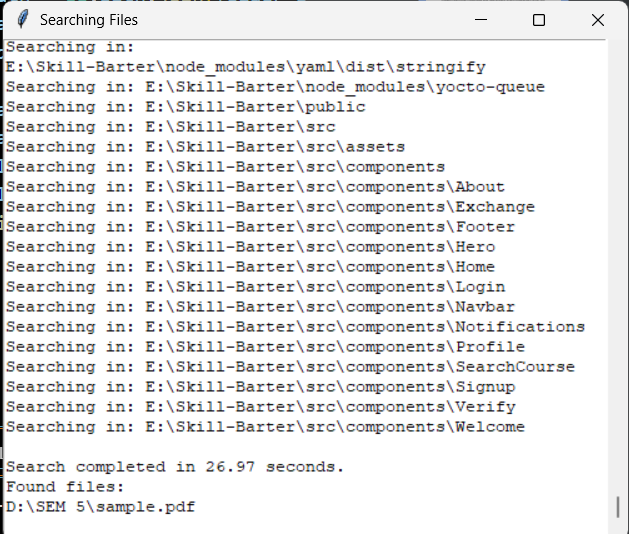 Searching Files
Searching in:
E:\Skill-Barter\node_modules\yaml\dist\stringify
Searching in: E:\Skill-Barter\node_modules\yocto-queue
Searching in: E:\Skill-Barter\public
Searching in: E:\Skill-Barter\src
Searching in: E:\Skill-Barter\src\assets
Searching in: E:\Skill-Barter\src\components
Searching in: E:\Skill-Barter\src\components\About
Searching in: E:\Skill-Barter\src\components\Exchange
Searching in: E:\Skill-Barter\src\components\Footer
Searching in: E:\Skill-Barter\src\components\Hero
Searching in: E:\Skill-Barter\src\components\Home
Searching in: E:\Skill-Barter\src\components\Login
Searching in: E:\Skill-Barter\src\components\Navbar
Searching in: E:\Skill-Barter\src\components\Notifications
Searching in: E:\Skill-Barter\src\components\Profile
Searching in: E:\Skill-Barter\src\components\SearchCourse
Searching in: E:\Skill-Barter\src\components\Signup
Searching in: E:\Skill-Barter\src\components\Verify
Searching in: E:\Skill-Barter\src\components\Welcome
Search completed in 26.97 seconds.
Found files:
D:\SEM 5\sample.pdf